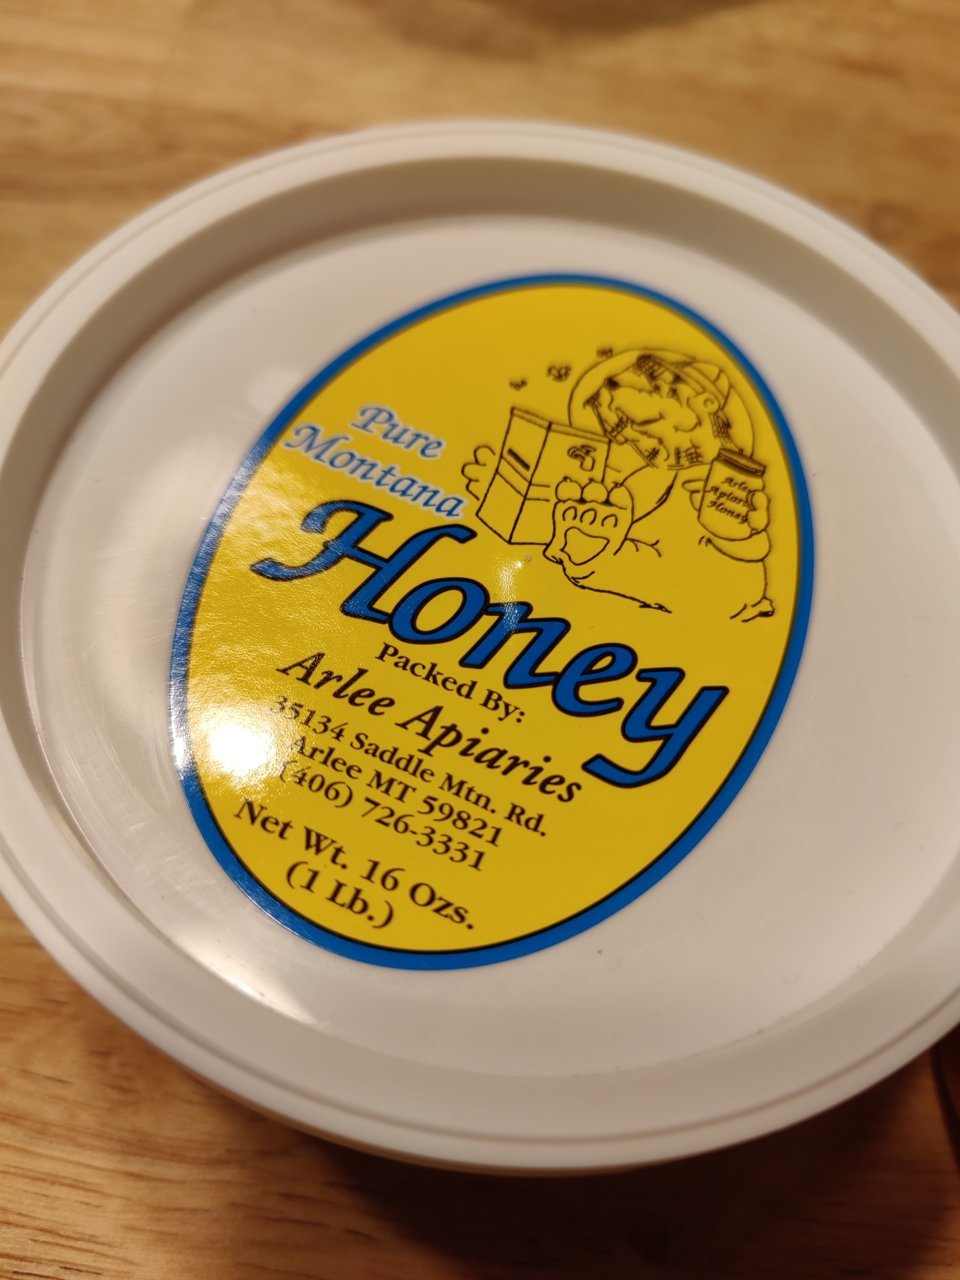 Pure
Montana
Honey
Arlee
Apiaries
Honey
Packed By:
Arlee Apiaries
35134 Saddle Mtn. Rd.
Arlee MT 59821
(406) 726-3331
Net Wt. 16 Ozs.
(1 Lb.)